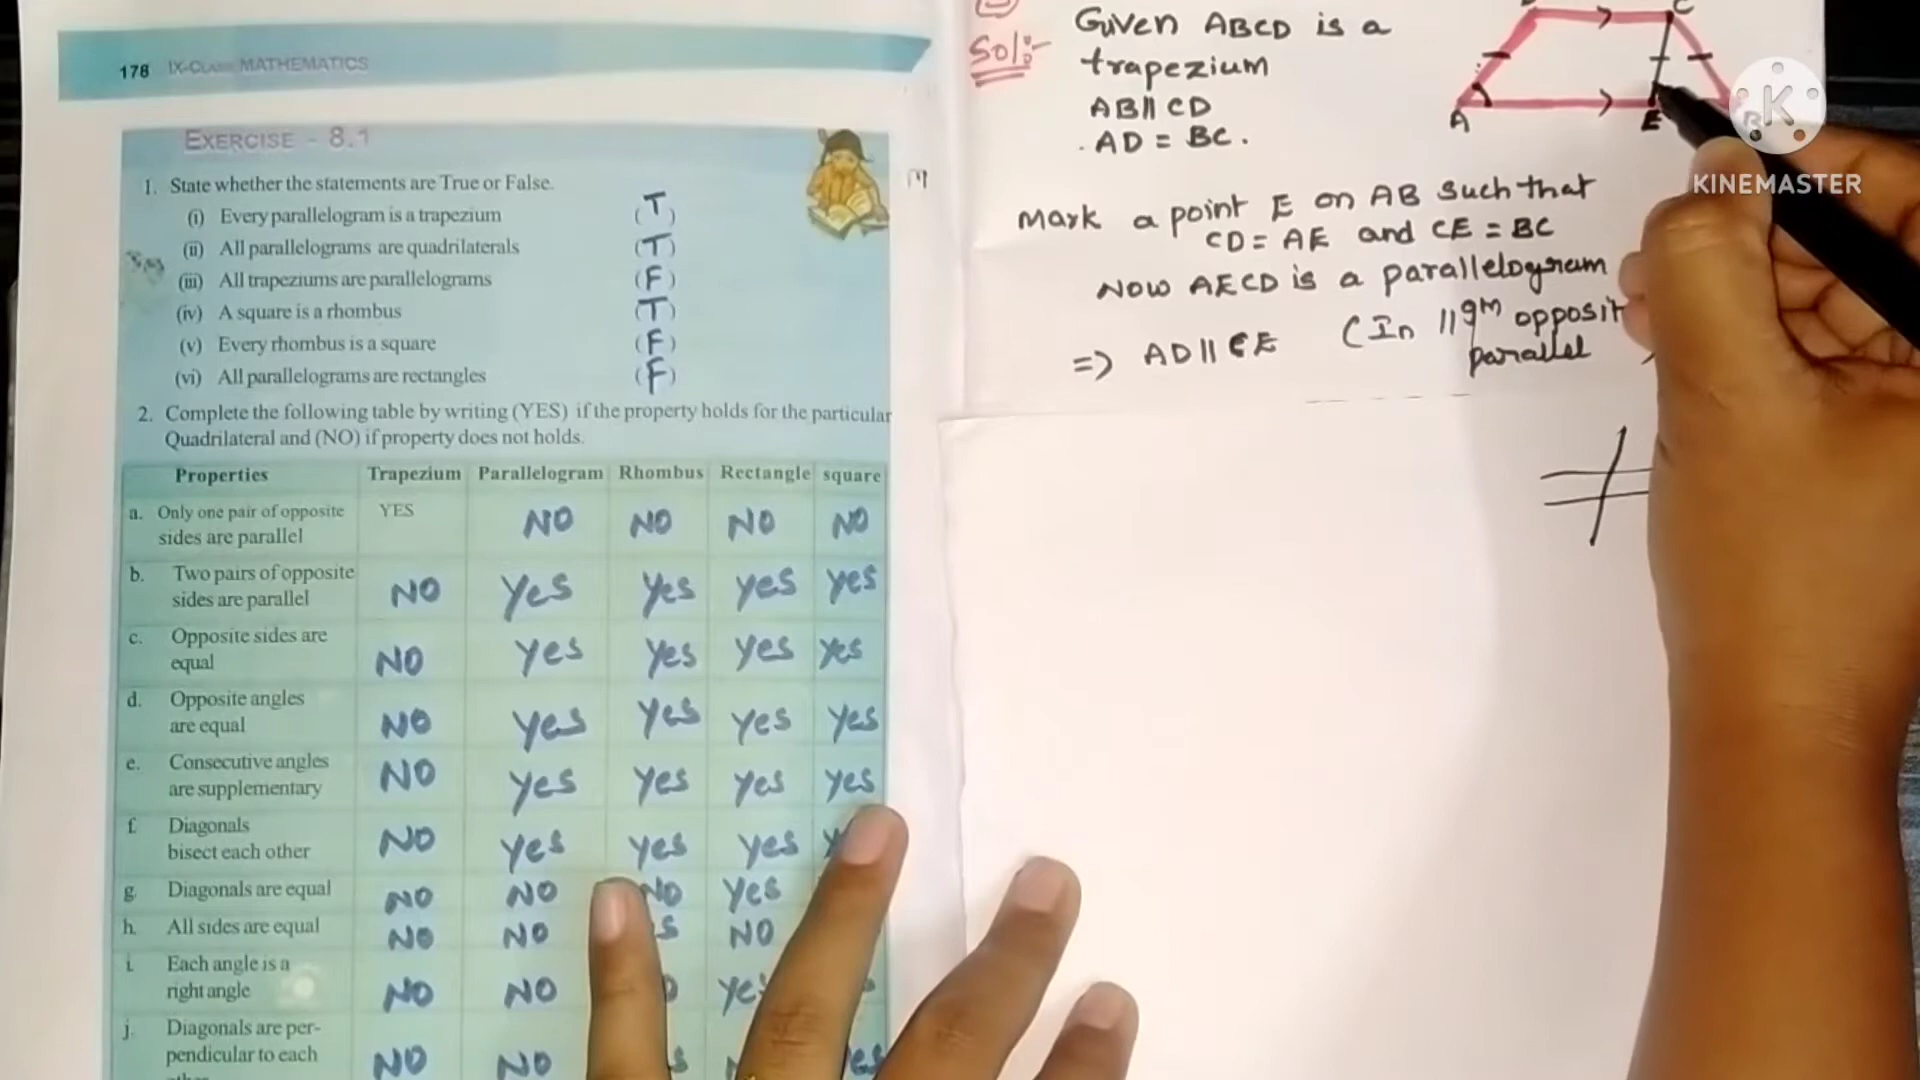 178 IX-CLASS MATHEMATICS
EXERCISE - 8.1
1. State whether the statements are True or False.
(i) Every parallelogram is a trapezium (T)
(ii) All parallelograms are quadrilaterals (T)
(iii) All trapeziums are parallelograms (F)
(iv) A square is a rhombus (T)
(v) Every rhombus is a square (F)
(vi) All parallelograms are rectangles (F)
2. Complete the following table by writing (YES) if the property holds for the particular
Quadrilateral and (NO) if property does not holds.
Properties Trapezium Parallelogram Rhombus Rectangle square
a. Only one pair of opposite YES NO NO NO NO
sides are parallel
b. Two pairs of opposite NO Yes Yes Yes Yes
sides are parallel
c. Opposite sides are NO Yes Yes Yes Yes
equal
d. Opposite angles NO Yes Yes Yes Yes
are equal
e. Consecutive angles NO Yes Yes Yes Yes
are supplementary
f. Diagonals NO Yes Yes Yes
bisect each other
g. Diagonals are equal NO NO NO Yes
h. All sides are equal NO NO NO
i. Each angle is a NO NO Yes
right angle
j. Diagonals are per- NO NO
pendicular to each
Sol:-
Given ABCD is a
trapezium
AB || CD
AD = BC.
Mark a point E on AB such that
CD = AE and CE = BC
Now AECD is a parallelogram
=> AD || CE (In ||gm opposit
parallel
C
A E B
K
KINEMASTER